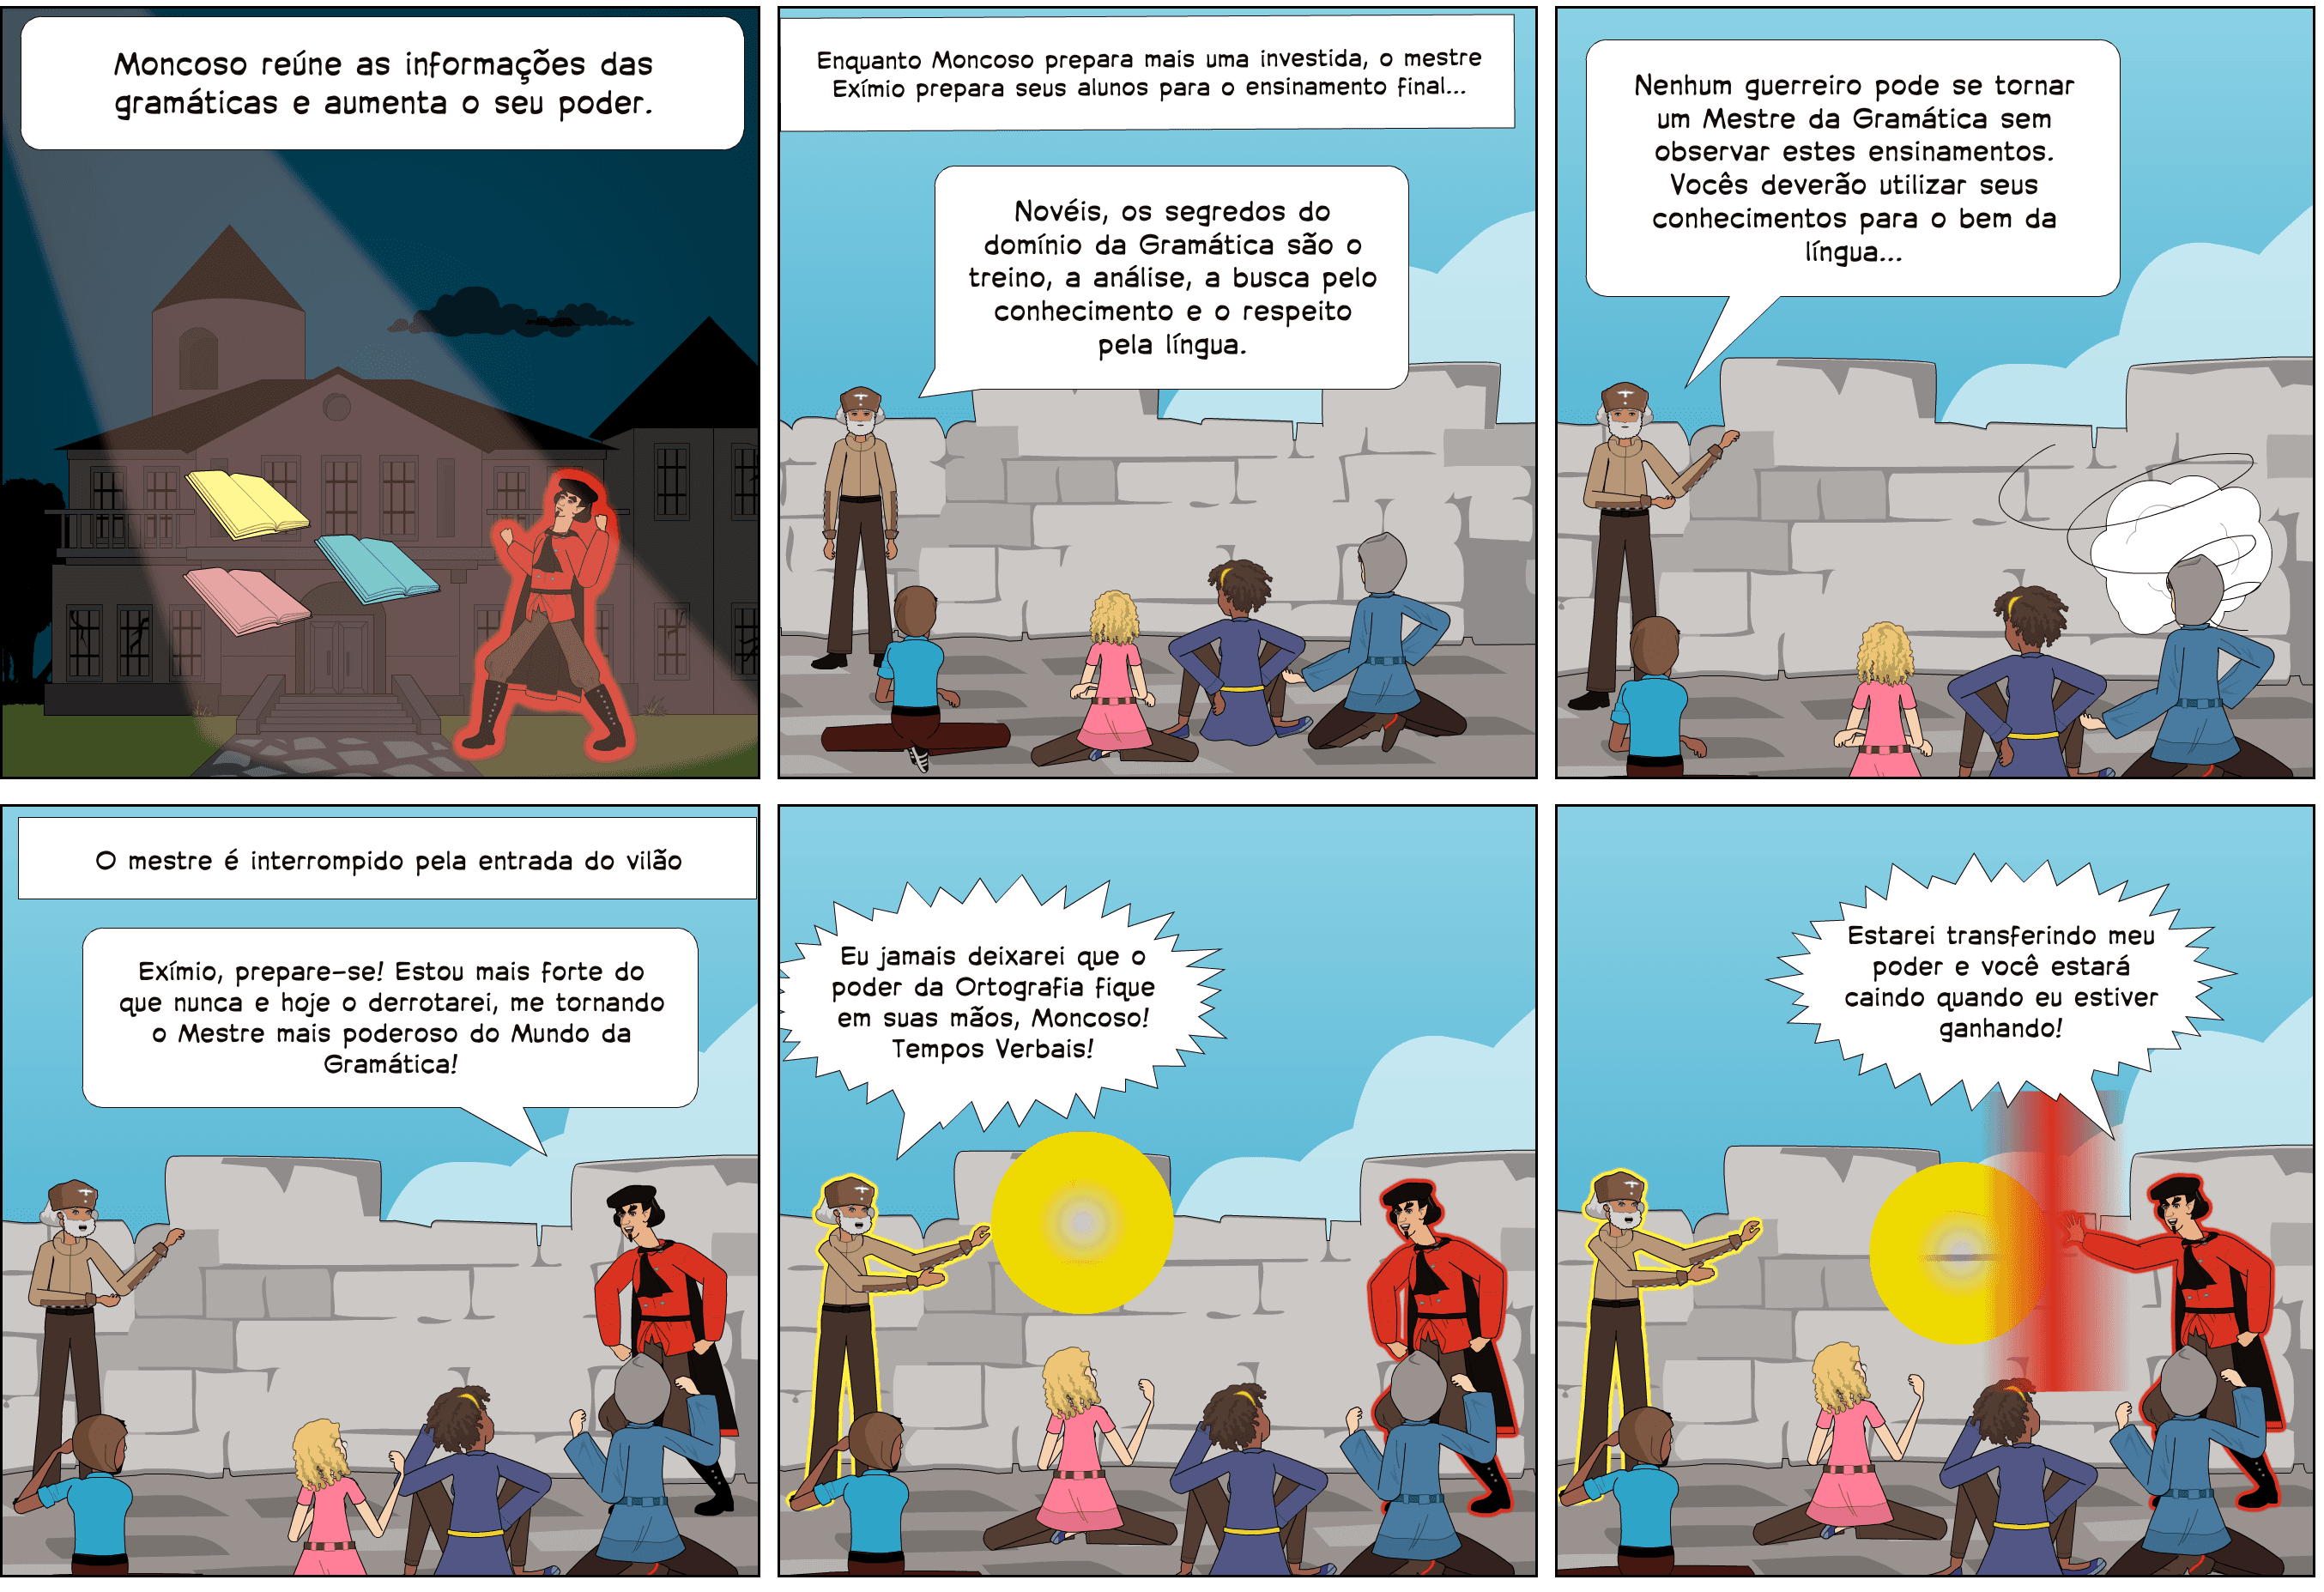 Moncoso reúne as informações das
gramáticas e aumenta o seu poder.
Enquanto Moncoso prepara mais uma investida, o mestre
Exímio prepara seus alunos para o ensinamento final...
Novéis, os segredos do
domínio da Gramática são o
treino, a análise, a busca pelo
conhecimento e o respeito
pela língua.
Nenhum guerreiro pode se tornar
um Mestre da Gramática sem
observar estes ensinamentos.
Vocês deverão utilizar seus
conhecimentos para o bem da
língua...
O mestre é interrompido pela entrada do vilão
Exímio, prepare-se! Estou mais forte do
que nunca e hoje o derrotarei, me tornando
o Mestre mais poderoso do Mundo da
Gramática!
Eu jamais deixarei que o
poder da Ortografia fique
em suas mãos, Moncoso!
Tempos Verbais!
Estarei transferindo meu
poder e você estará
caindo quando eu estiver
ganhando!